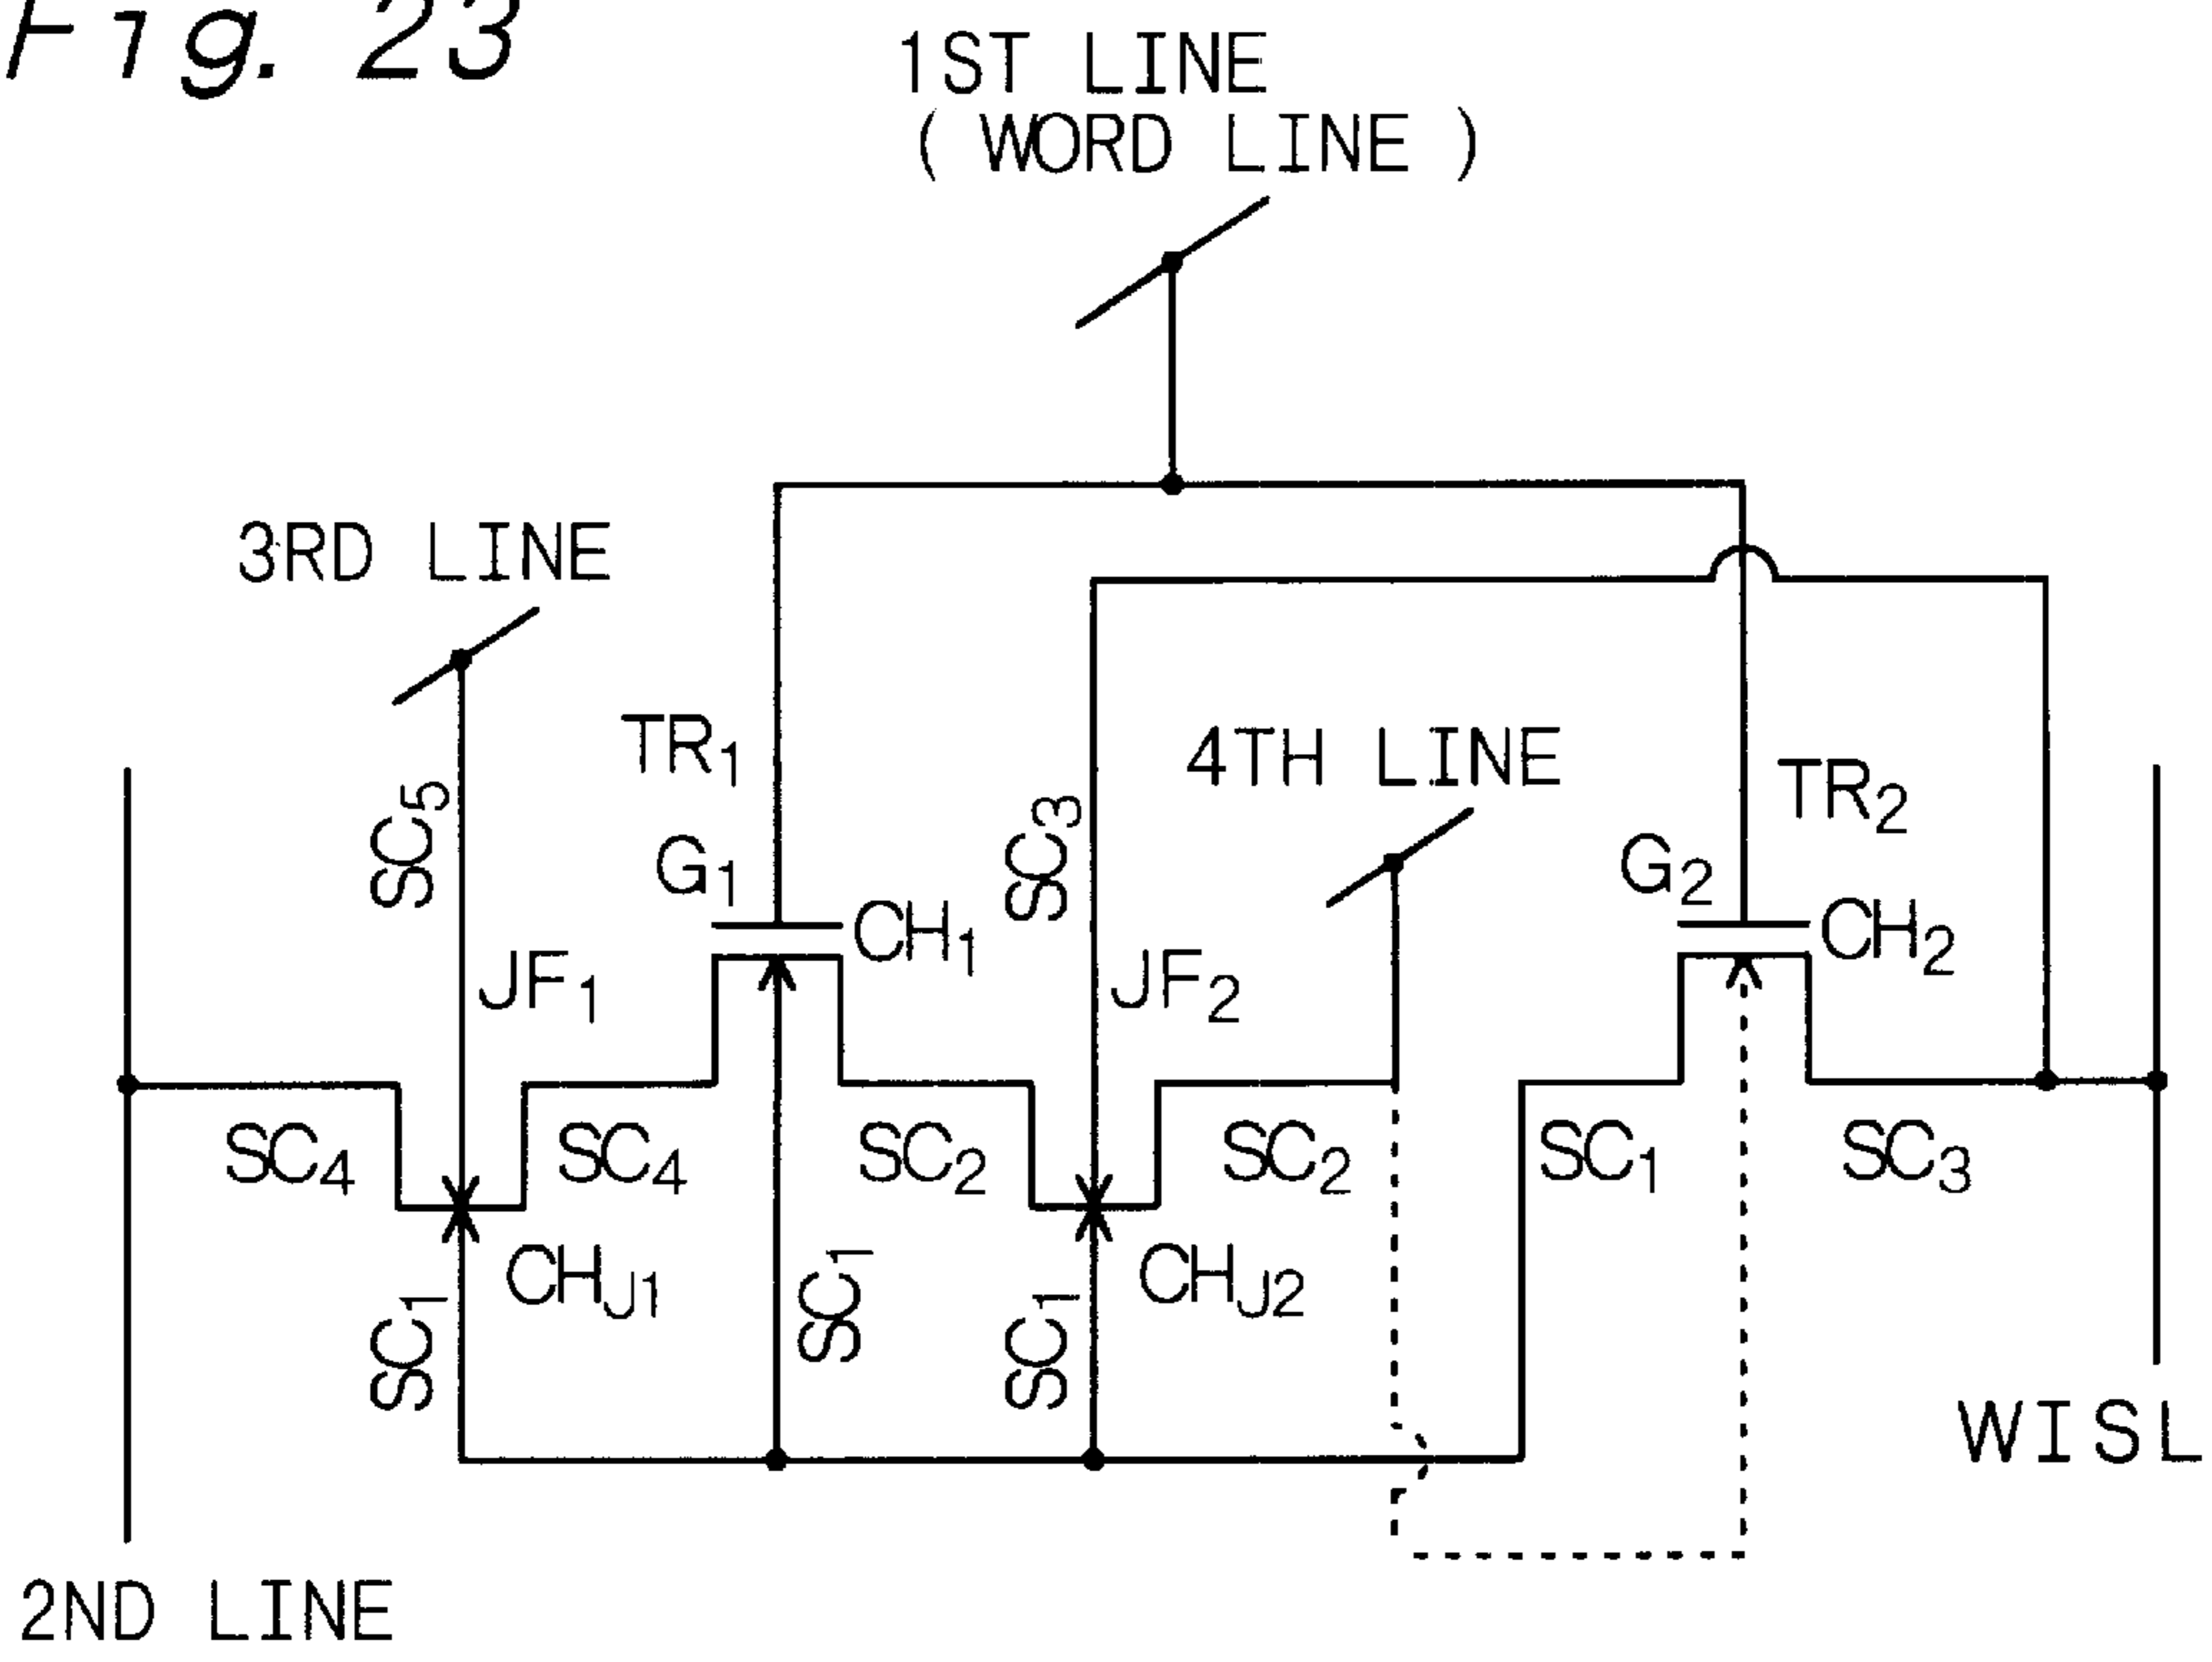 Fig. 23
1ST LINE
( WORD LINE )
3RD LINE
TR1
4TH LINE
TR2
SC5
SC3
G1
G2
CH1
CH2
JF1
JF2
SC4
SC4
SC2
SC2
SC1
SC3
CHJ1
CHJ2
SC1
SC1
SC1
WISL
2ND LINE